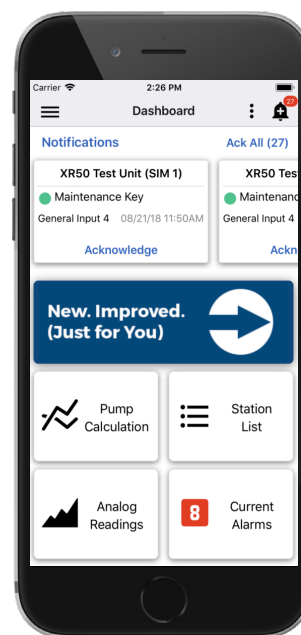 Carrier 2:26 PM
Dashboard 27
Notifications Ack All (27)
XR50 Test Unit (SIM 1) XR50 Tes
Maintenance Key Maintenanc
General Input 4 08/21/18 11:50AM General Input 4
Acknowledge Ackn
New. Improved.
(Just for You)
Pump Station
Calculation List
Analog 8 Current
Readings Alarms